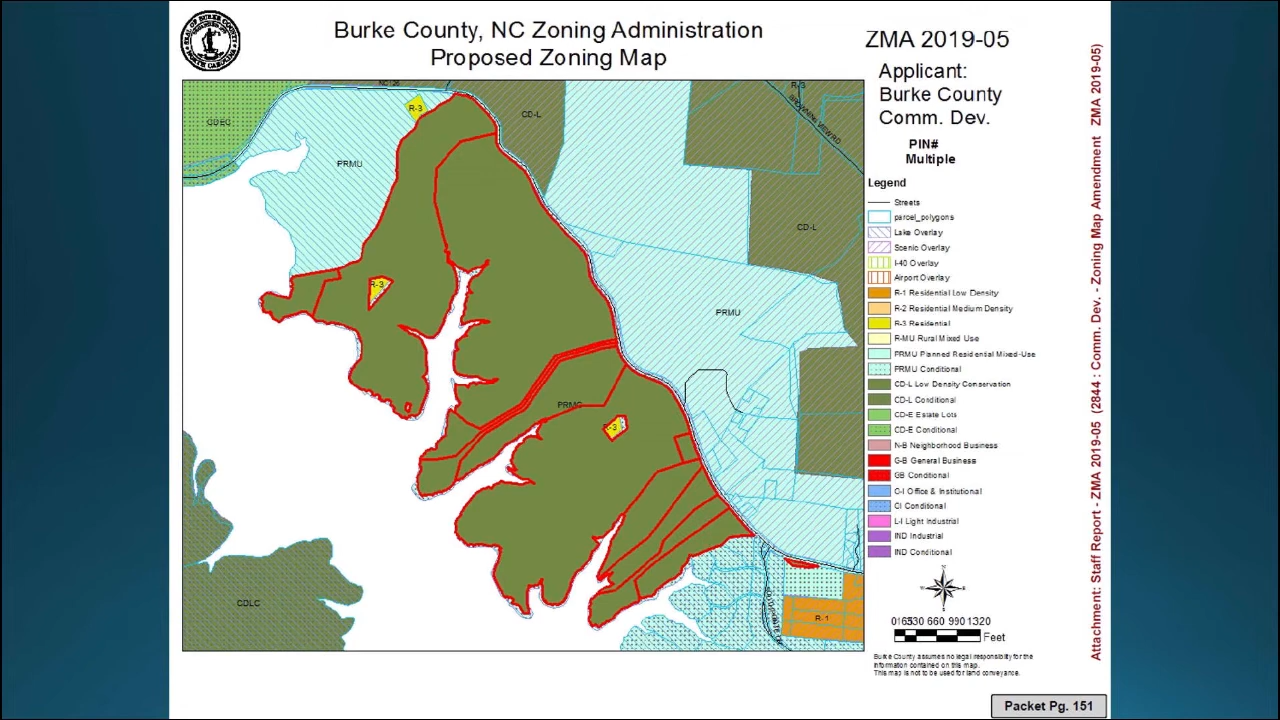 Burke County, NC Zoning Administration
Proposed Zoning Map
ZMA 2019-05
Applicant:
Burke County
Comm. Dev.
PIN#
Multiple
Legend
Streets
parcel_polygons
Lake Overlay
Scenic Overlay
I-40 Overlay
Airport Overlay
R-1 Residential Low Density
R-2 Residential Medium Density
R-3 Residential
R-MU Rural Mixed Use
PRMU Planned Residential Mixed-Use
PRMU Conditional
CD-L Low Density Conservation
CD-L Conditional
CD-E Estate Lots
CD-E Conditional
N-B Neighborhood Business
G-B General Business
GB Conditional
O-I Office & Institutional
OI Conditional
L-I Light Industrial
IND Industrial
IND Conditional
Feet
Burke County assumes no legal responsibility for the
information contained on this map.
This map is not to be used for land conveyance.
Packet Pg. 151
Attachment: Staff Report - ZMA 2019-05 (2844 : Comm. Dev. - Zoning Map Amendment ZMA 2019-05)
R-3
R-3
CD-L
CDEC
PRMU
CD-L
R-3
PRMU
R-3
CDLC
R-1